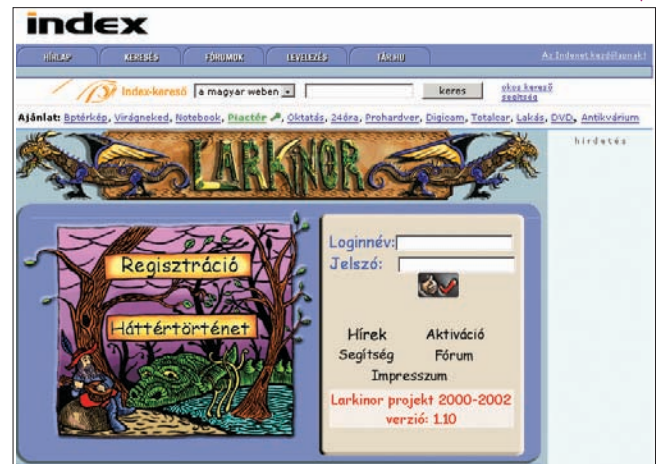 index
HÍRLAP KERESÉS FÓRUMOK LEVELEZÉS TÁR.HU Az Indexet kezdőlapnak!
Index-kereső a magyar weben keres okos kereső
segítség
Ajánlat: Bptérkép, Virágneked, Notebook, Piactér, Oktatás, 24óra, Prohardver, Digicam, Totalcar, Lakás, DVD, Antikvárium
hirdetés
LARKINOR
Regisztráció
Háttértörténet
Loginnév:
Jelszó:
Hírek Aktiváció
Segítség Fórum
Impresszum
Larkinor projekt 2000-2002
verzió: 1.10